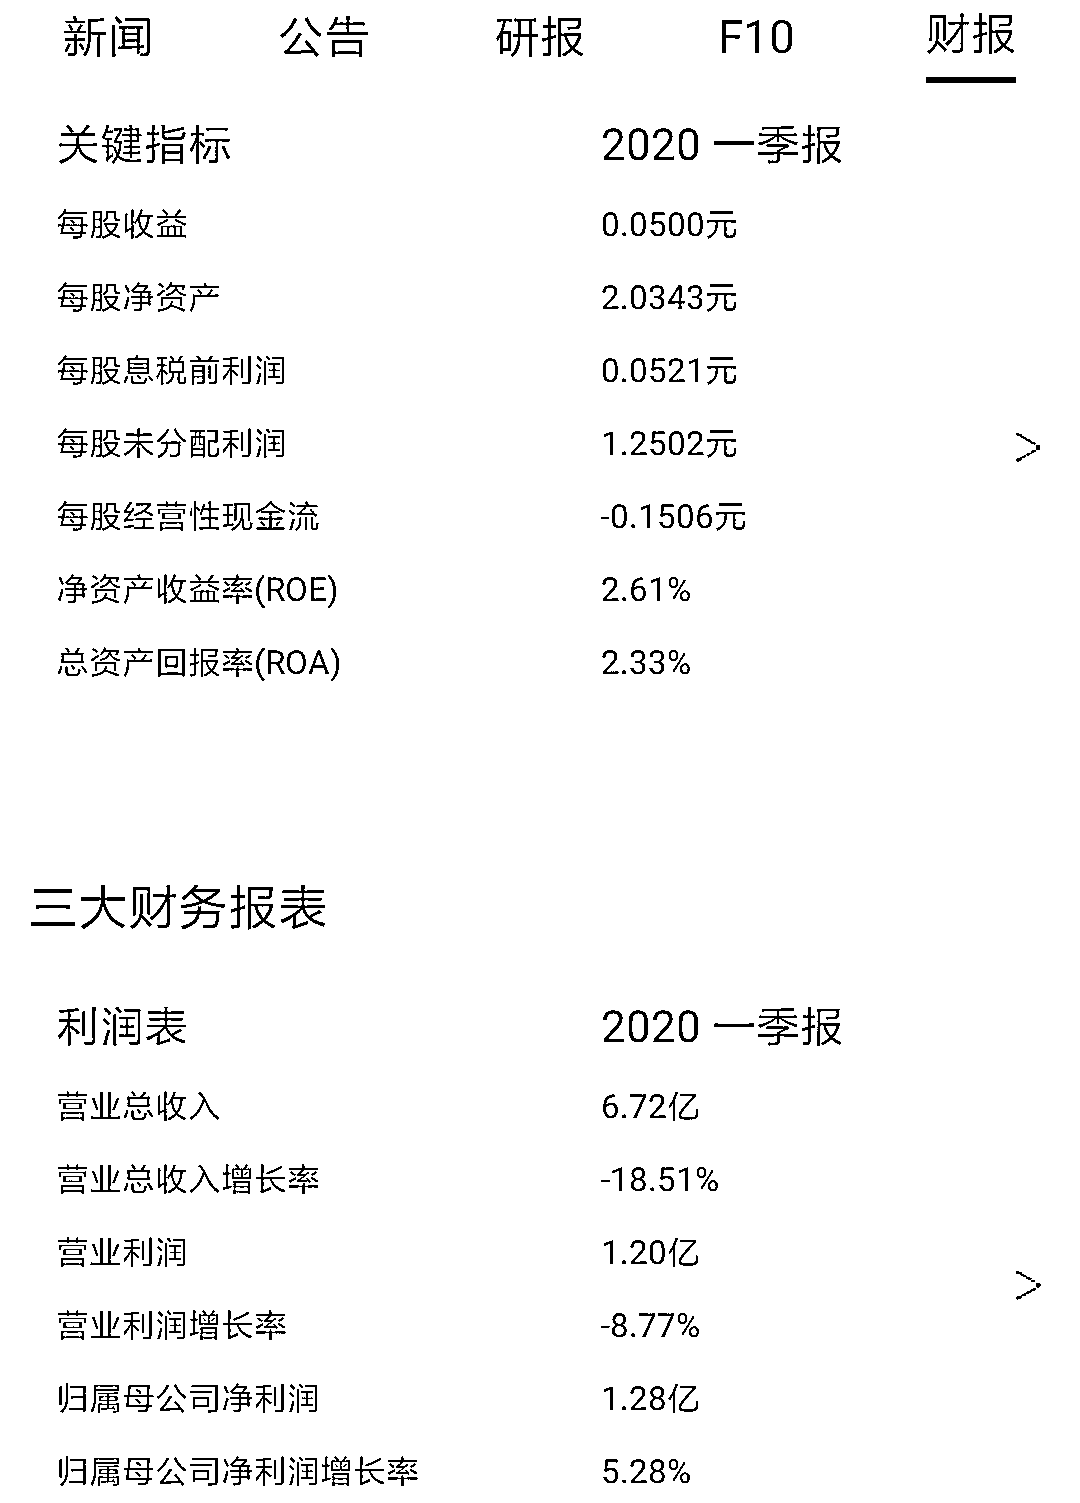 新闻 公告 研报 F10 财报
关键指标 2020 一季报
每股收益 0.0500元
每股净资产 2.0343元
每股息税前利润 0.0521元
每股未分配利润 1.2502元
每股经营性现金流 -0.1506元
净资产收益率(ROE) 2.61%
总资产回报率(ROA) 2.33%
三大财务报表
利润表 2020 一季报
营业总收入 6.72亿
营业总收入增长率 -18.51%
营业利润 1.20亿
营业利润增长率 -8.77%
归属母公司净利润 1.28亿
归属母公司净利润增长率 5.28%